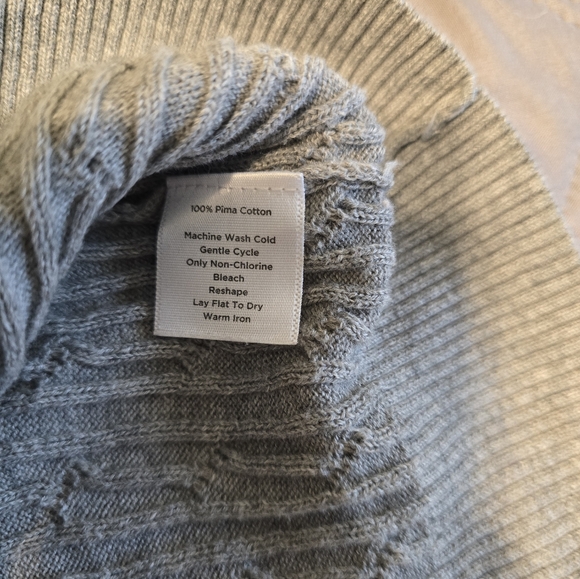 100% Pima Cotton
Machine Wash Cold
Gentle Cycle
Only Non-Chlorine
Bleach
Reshape
Lay Flat To Dry
Warm Iron